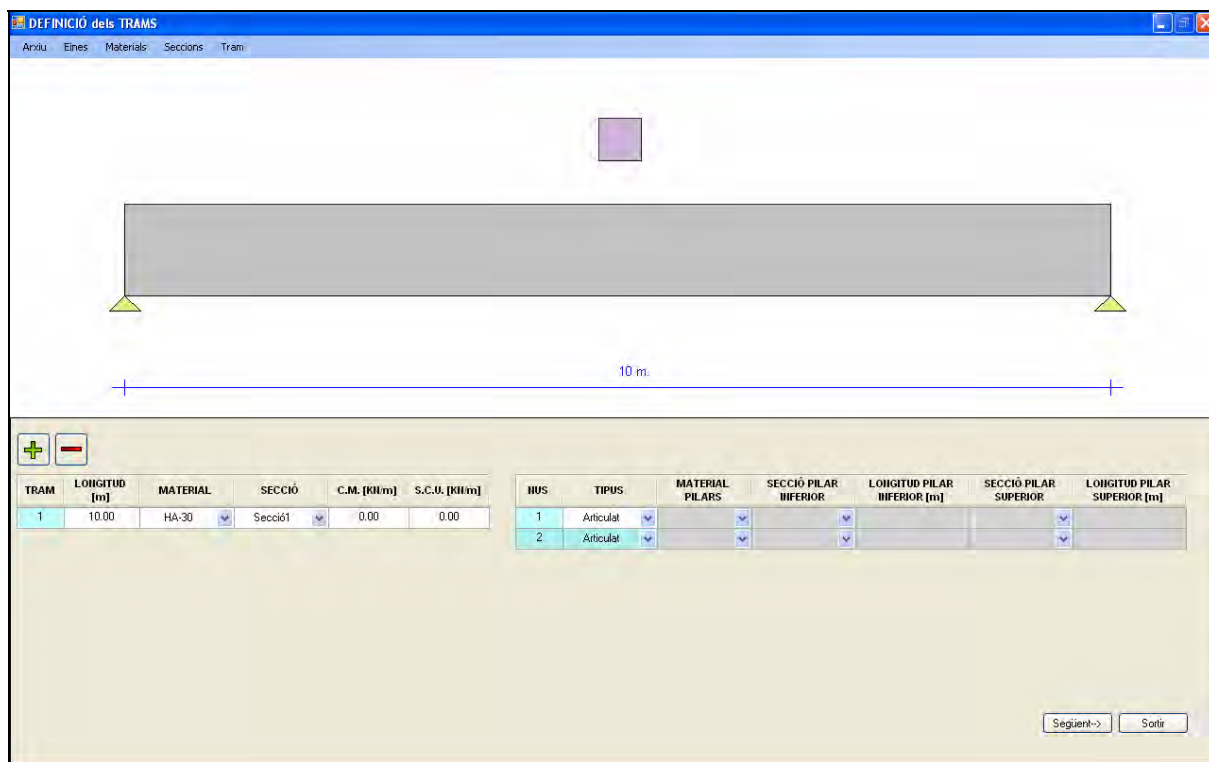 DEFINICIÓ dels TRAMS
Arxiu Eines Materials Seccions Tram
10 m.
TRAM LONGITUD [m] MATERIAL SECCIÓ C.M. [KN/m] S.C.U. [KN/m]
1 10.00 HA-30 Secció1 0.00 0.00
NUS TIPUS MATERIAL PILARS SECCIÓ PILAR INFERIOR LONGITUD PILAR INFERIOR [m] SECCIÓ PILAR SUPERIOR LONGITUD PILAR SUPERIOR [m]
1 Articulat
2 Articulat
Següent--> Sortir